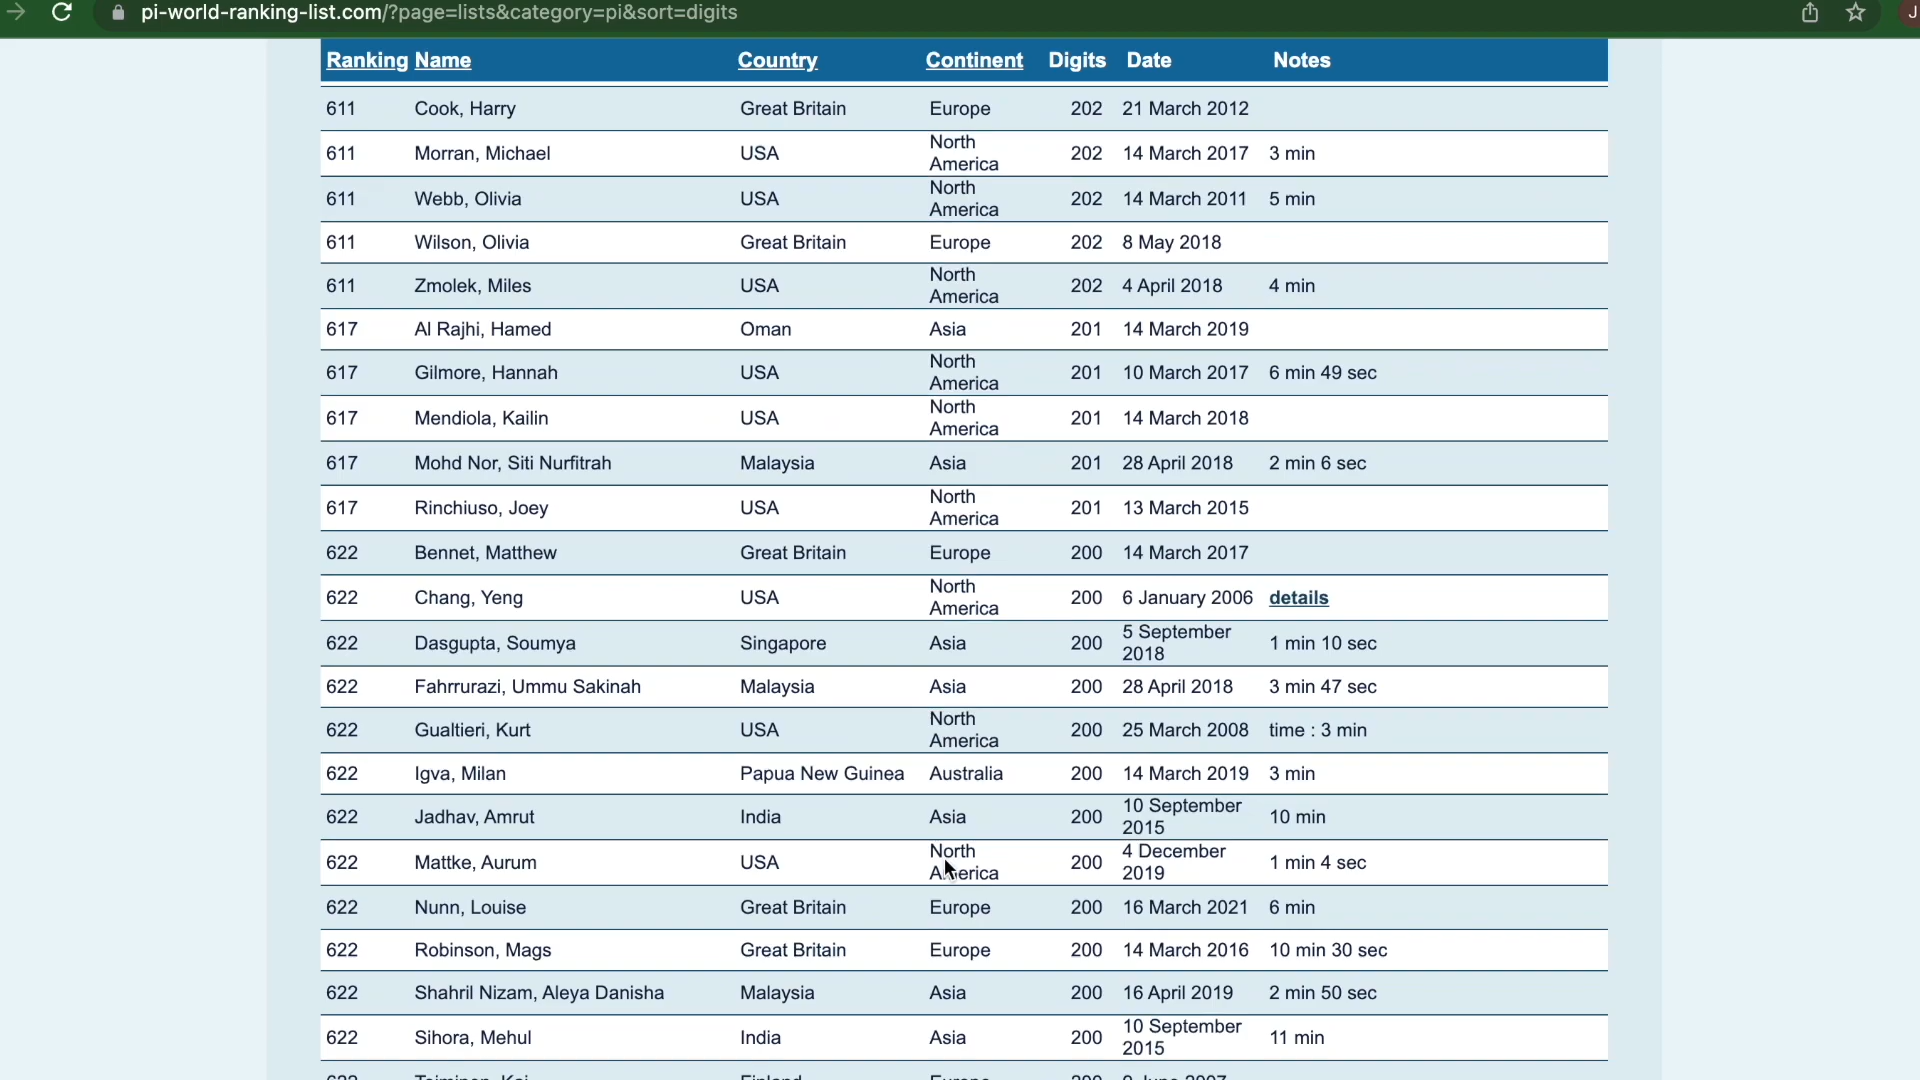 pi-world-ranking-list.com/?page=lists&category=pi&sort=digits
J
Ranking Name Country Continent Digits Date Notes
611 Cook, Harry Great Britain Europe 202 21 March 2012
611 Morran, Michael USA North America 202 14 March 2017 3 min
611 Webb, Olivia USA North America 202 14 March 2011 5 min
611 Wilson, Olivia Great Britain Europe 202 8 May 2018
611 Zmolek, Miles USA North America 202 4 April 2018 4 min
617 Al Rajhi, Hamed Oman Asia 201 14 March 2019
617 Gilmore, Hannah USA North America 201 10 March 2017 6 min 49 sec
617 Mendiola, Kailin USA North America 201 14 March 2018
617 Mohd Nor, Siti Nurfitrah Malaysia Asia 201 28 April 2018 2 min 6 sec
617 Rinchiuso, Joey USA North America 201 13 March 2015
622 Bennet, Matthew Great Britain Europe 200 14 March 2017
622 Chang, Yeng USA North America 200 6 January 2006 details
622 Dasgupta, Soumya Singapore Asia 200 5 September 2018 1 min 10 sec
622 Fahrrurazi, Ummu Sakinah Malaysia Asia 200 28 April 2018 3 min 47 sec
622 Gualtieri, Kurt USA North America 200 25 March 2008 time : 3 min
622 Igva, Milan Papua New Guinea Australia 200 14 March 2019 3 min
622 Jadhav, Amrut India Asia 200 10 September 2015 10 min
622 Mattke, Aurum USA North America 200 4 December 2019 1 min 4 sec
622 Nunn, Louise Great Britain Europe 200 16 March 2021 6 min
622 Robinson, Mags Great Britain Europe 200 14 March 2016 10 min 30 sec
622 Shahril Nizam, Aleya Danisha Malaysia Asia 200 16 April 2019 2 min 50 sec
622 Sihora, Mehul India Asia 200 10 September 2015 11 min